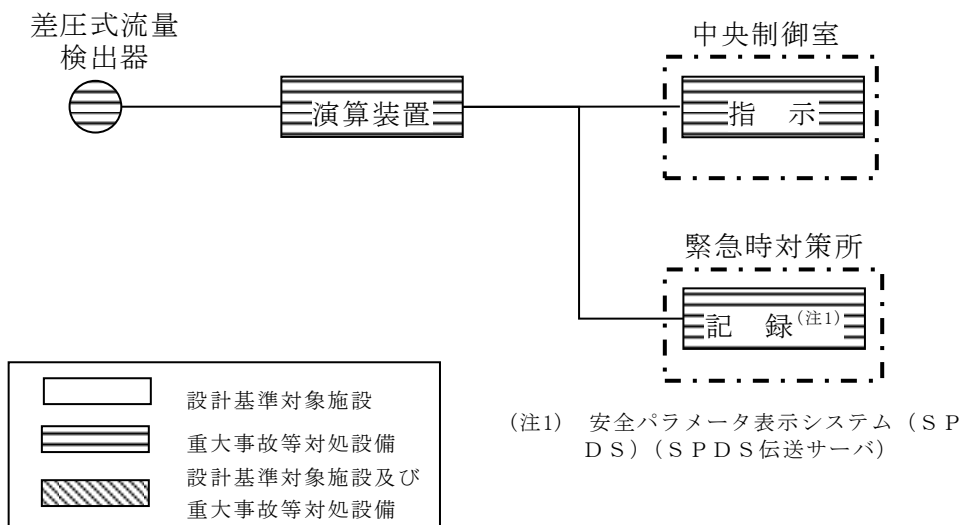 差圧式流量
検出器
演算装置
中央制御室
指　示
緊急時対策所
記　録(注1)
設計基準対象施設
重大事故等対処設備
設計基準対象施設及び
重大事故等対処設備
(注1)　安全パラメータ表示システム（ＳＰ
ＤＳ）（ＳＰＤＳ伝送サーバ）